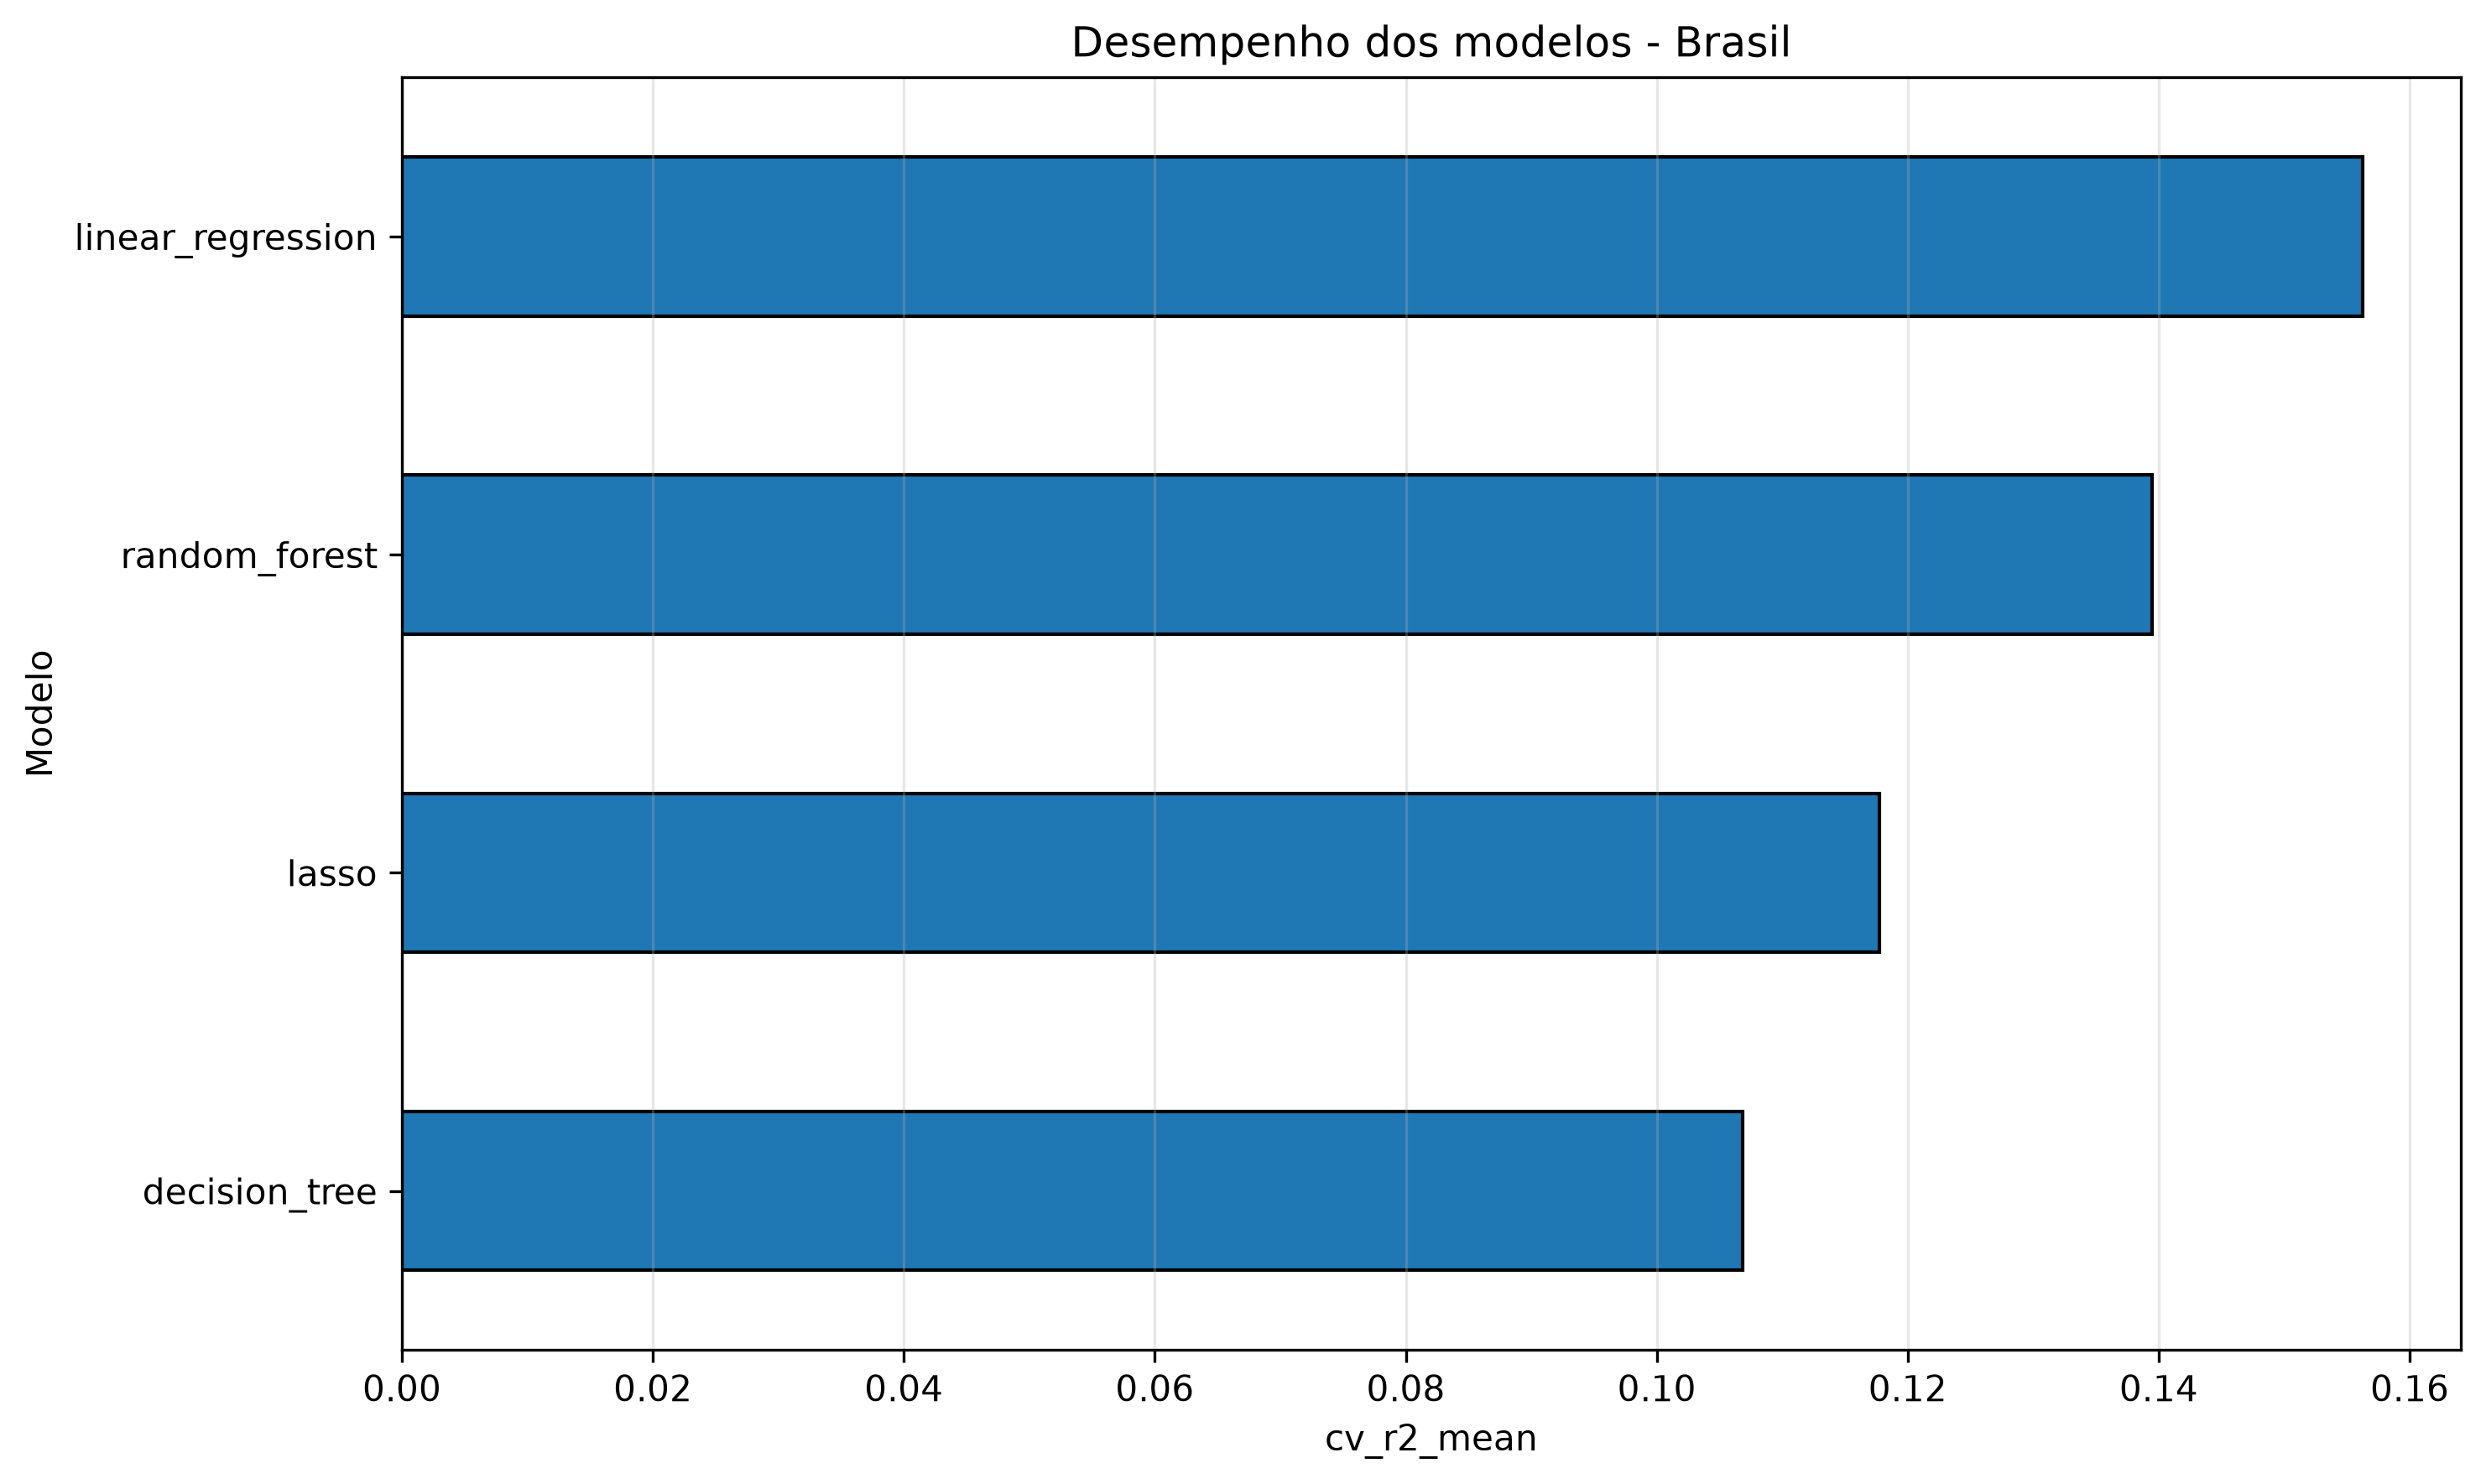 Desempenho dos modelos - Brasil
Modelo
linear_regression
random_forest
lasso
decision_tree
0.00 0.02 0.04 0.06 0.08 0.10 0.12 0.14 0.16
cv_r2_mean